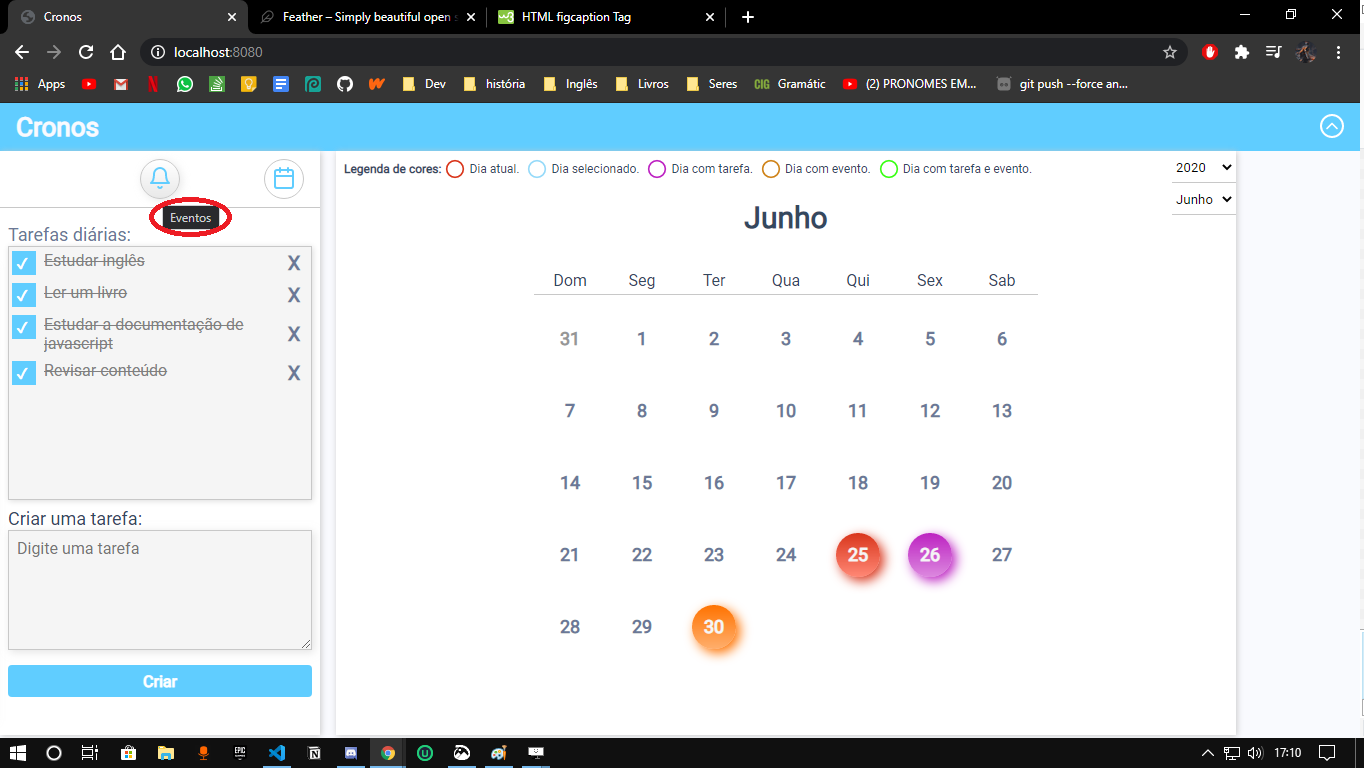 Cronos
Feather – Simply beautiful open s
HTML figcaption Tag
localhost:8080
Apps
Dev
história
Inglês
Livros
Seres
CIG Gramátic
(2) PRONOMES EM...
git push --force an...
Cronos
Eventos
Tarefas diárias:
Estudar inglês X
Ler um livro X
Estudar a documentação de
javascript X
Revisar conteúdo X
Criar uma tarefa:
Digite uma tarefa
Criar
Legenda de cores: Dia atual. Dia selecionado. Dia com tarefa. Dia com evento. Dia com tarefa e evento.
2020
Junho
Junho
Dom Seg Ter Qua Qui Sex Sab
31 1 2 3 4 5 6
7 8 9 10 11 12 13
14 15 16 17 18 19 20
21 22 23 24 25 26 27
28 29 30
EPIC
17:10